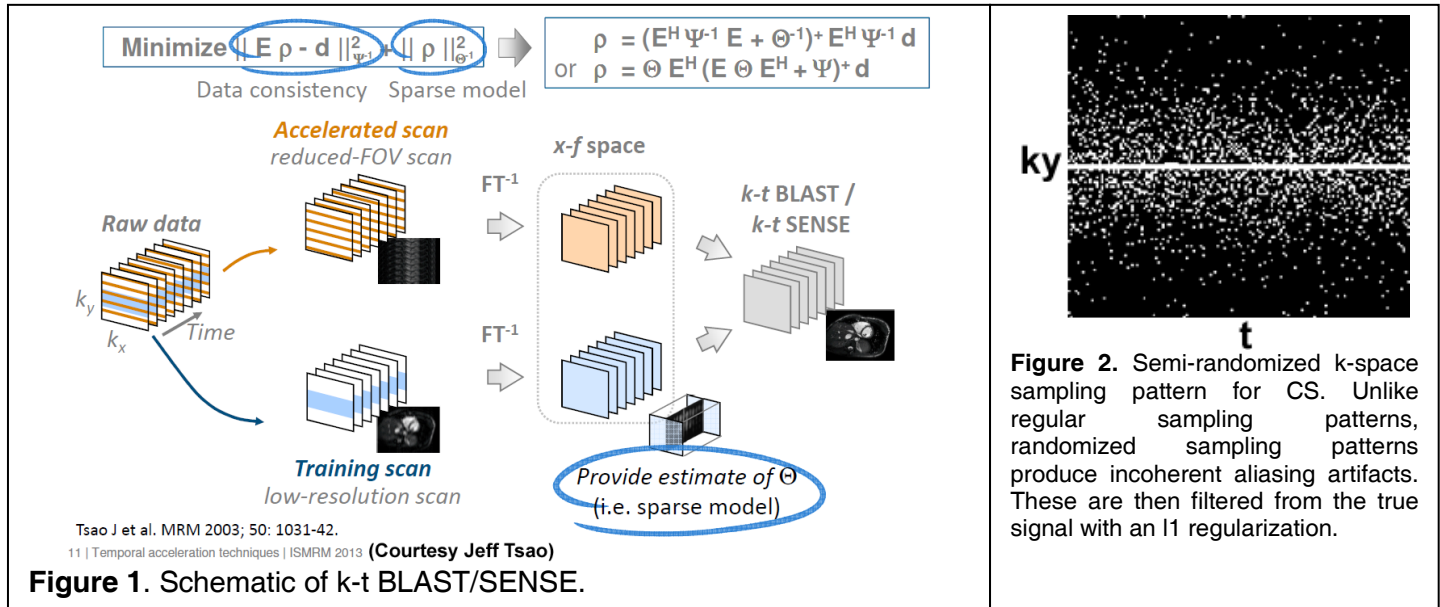 Minimize || E ρ - d ||²Ψ⁻¹ + || ρ ||²Θ⁻¹
Data consistency Sparse model
ρ = (Eᴴ Ψ⁻¹ E + Θ⁻¹)⁺ Eᴴ Ψ⁻¹ d
or ρ = Θ Eᴴ (E Θ Eᴴ + Ψ)⁺ d
Accelerated scan
reduced-FOV scan
x-f space
FT⁻¹
k-t BLAST /
k-t SENSE
Raw data
ky
kx
Time
FT⁻¹
Training scan
low-resolution scan
Provide estimate of Θ
(i.e. sparse model)
Tsao J et al. MRM 2003; 50: 1031-42.
11 | Temporal acceleration techniques | ISMRM 2013 (Courtesy Jeff Tsao)
Figure 1. Schematic of k-t BLAST/SENSE.
ky
t
Figure 2. Semi-randomized k-space
sampling pattern for CS. Unlike
regular sampling patterns,
randomized sampling patterns
produce incoherent aliasing artifacts.
These are then filtered from the true
signal with an l1 regularization.